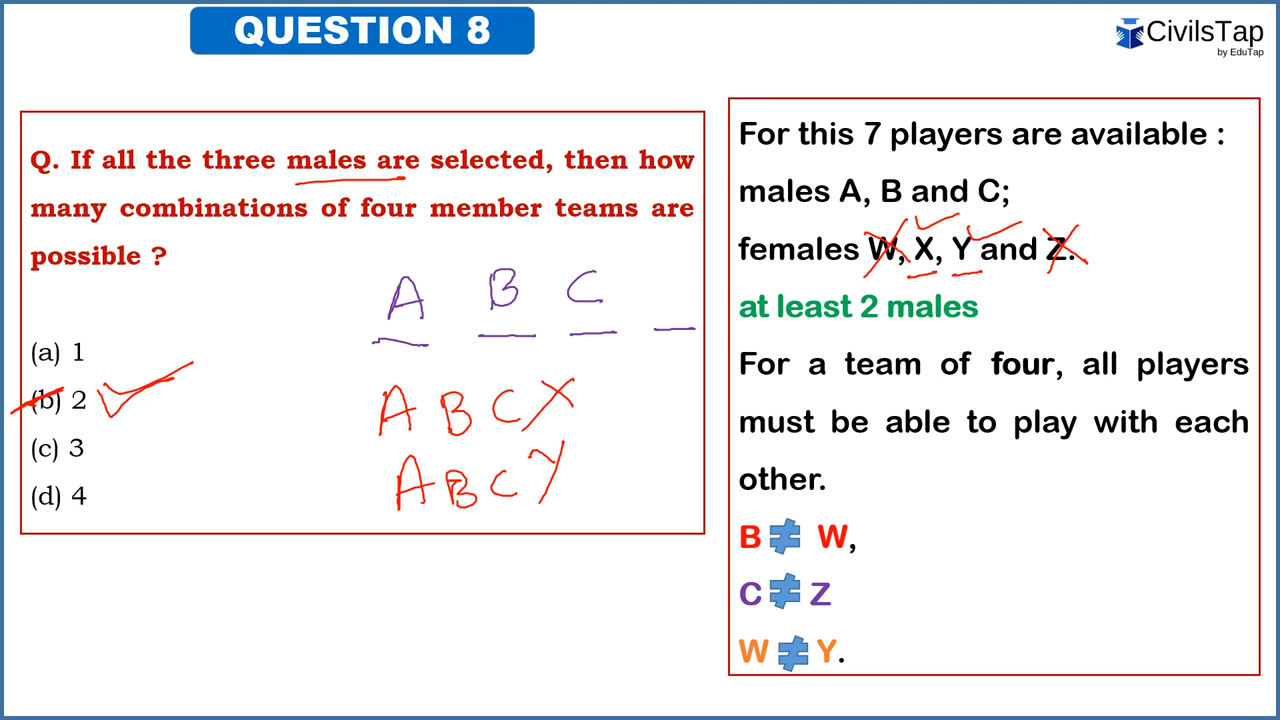 QUESTION 8
CivilsTap
by EduTap
Q. If all the three males are selected, then how
many combinations of four member teams are
possible ?
(a) 1
(b) 2
(c) 3
(d) 4
A B C
A B C X
A B C Y
For this 7 players are available :
males A, B and C;
females W, X, Y and Z.
at least 2 males
For a team of four, all players
must be able to play with each
other.
B ≠ W,
C ≠ Z
W ≠ Y.